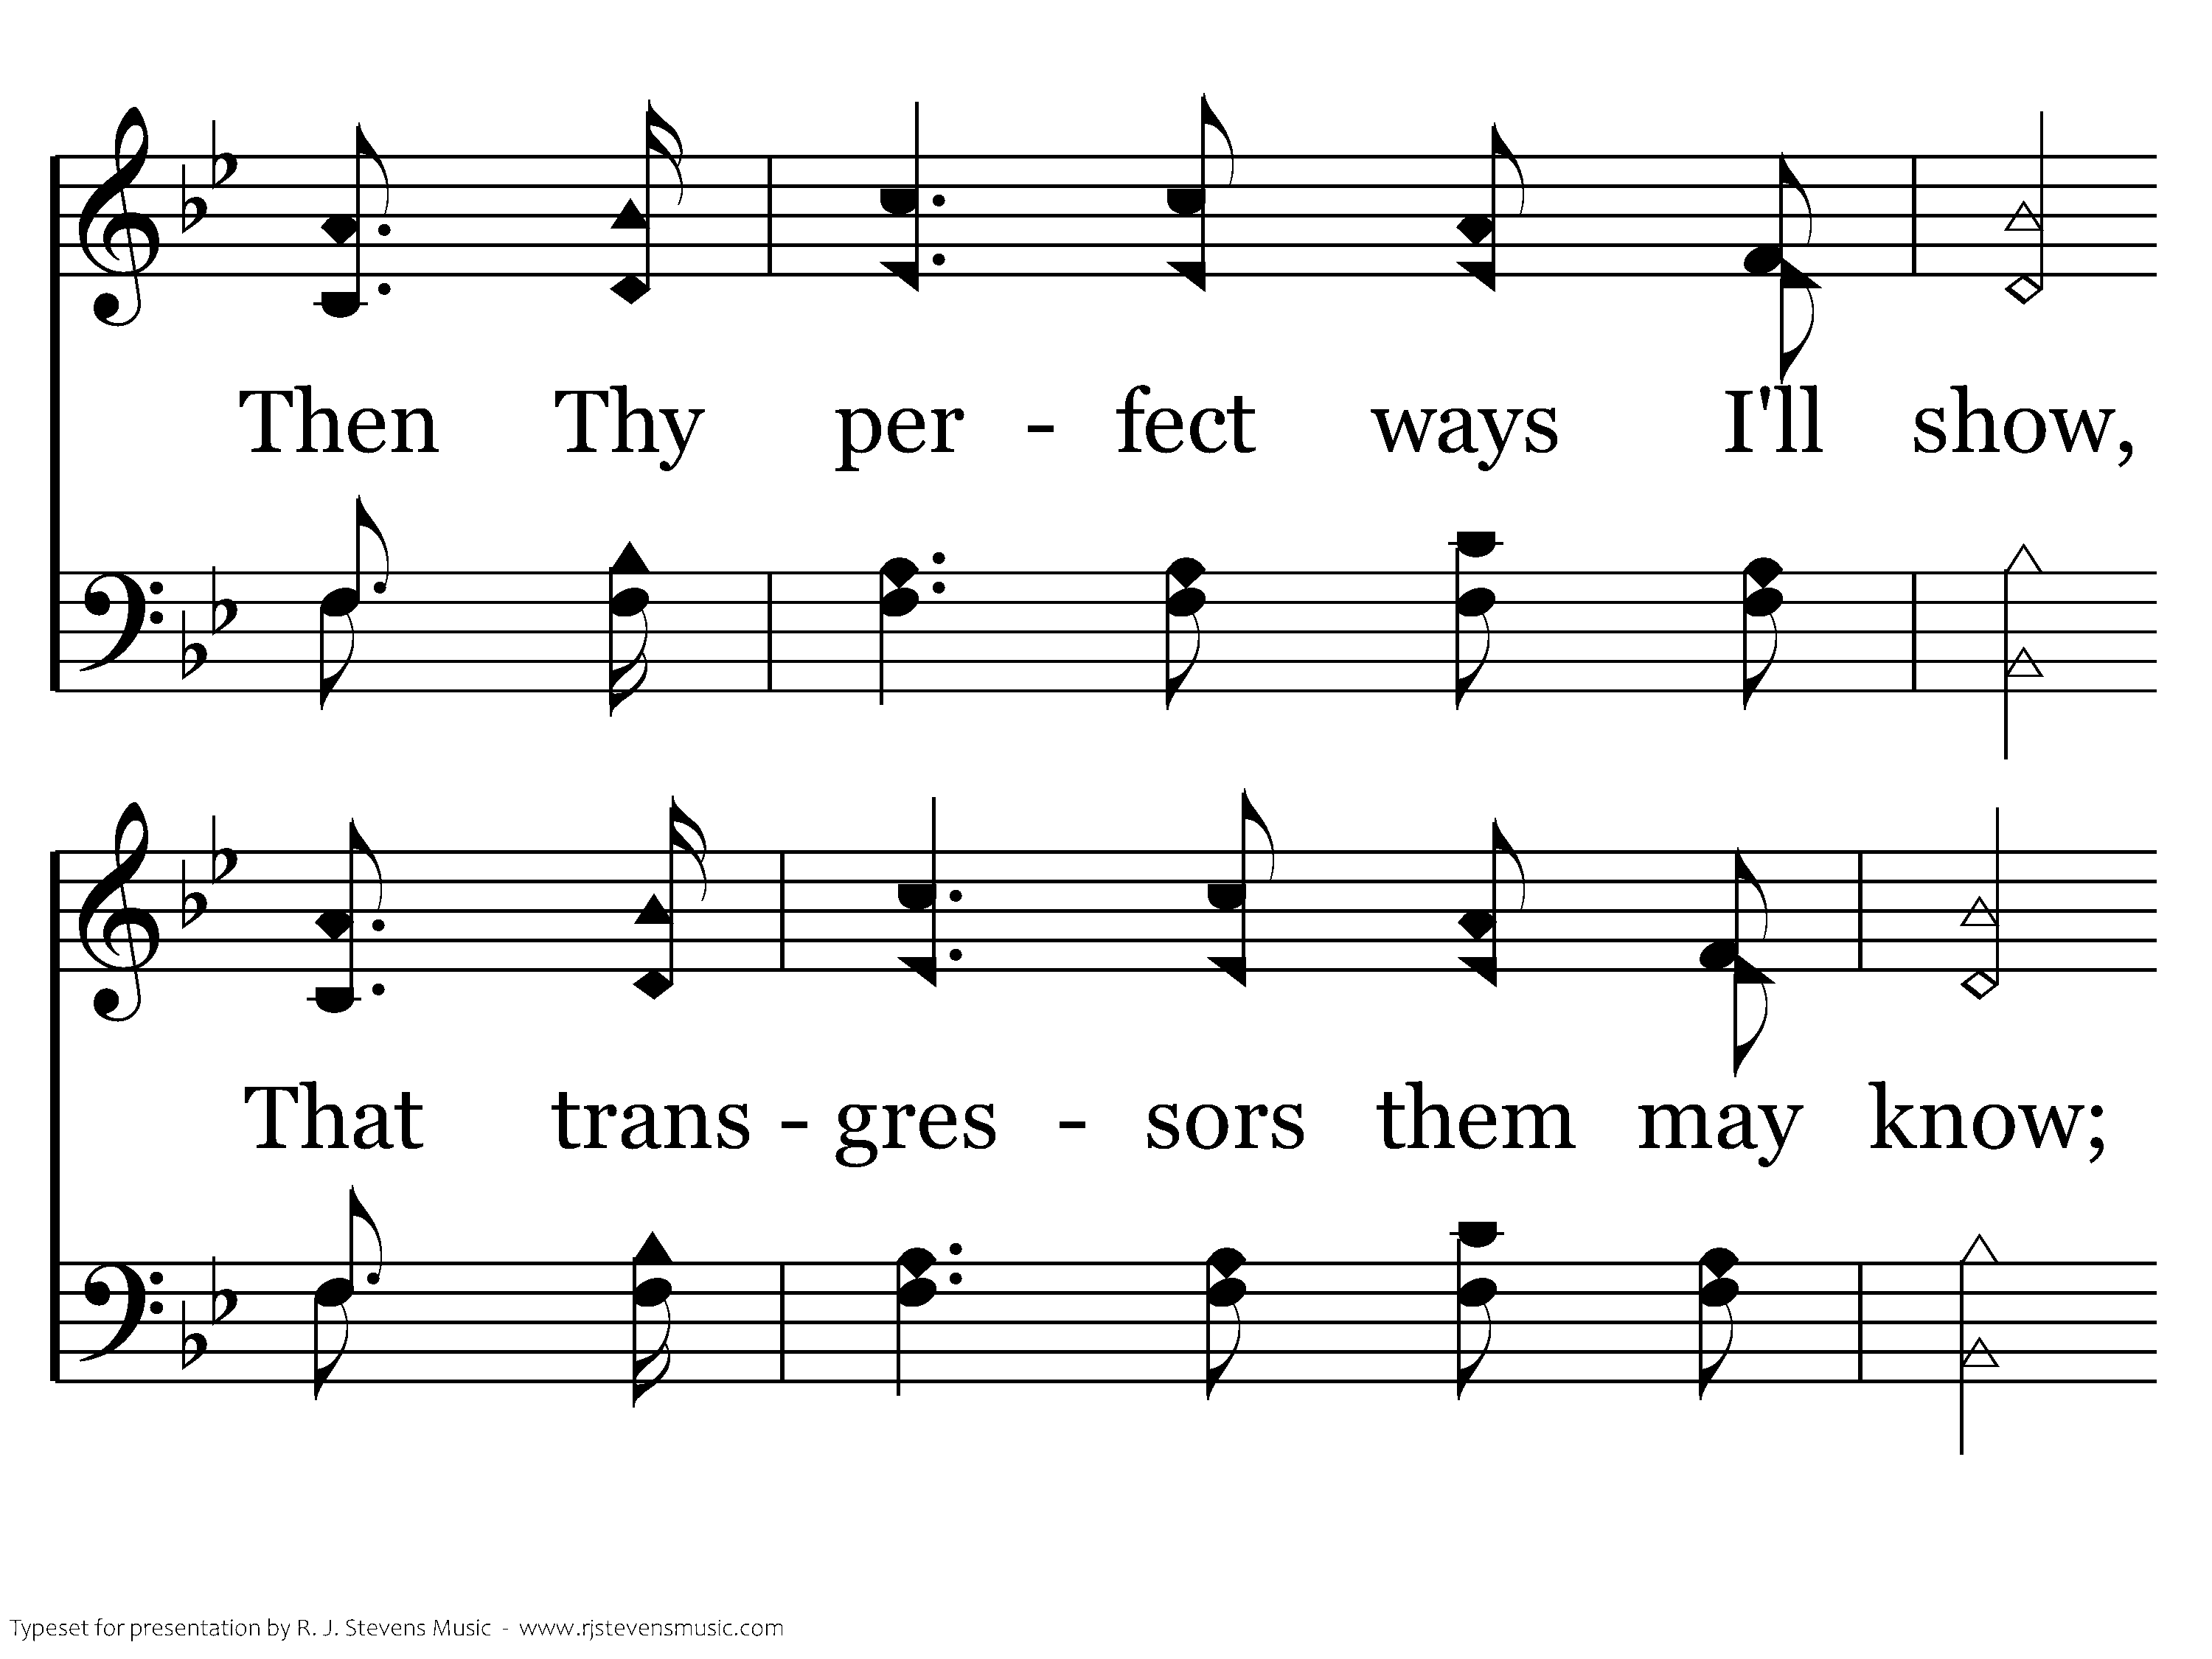 Then Thy per - fect ways I'll show,
That trans - gres - sors them may know;
Typeset for presentation by R. J. Stevens Music - www.rjstevensmusic.com